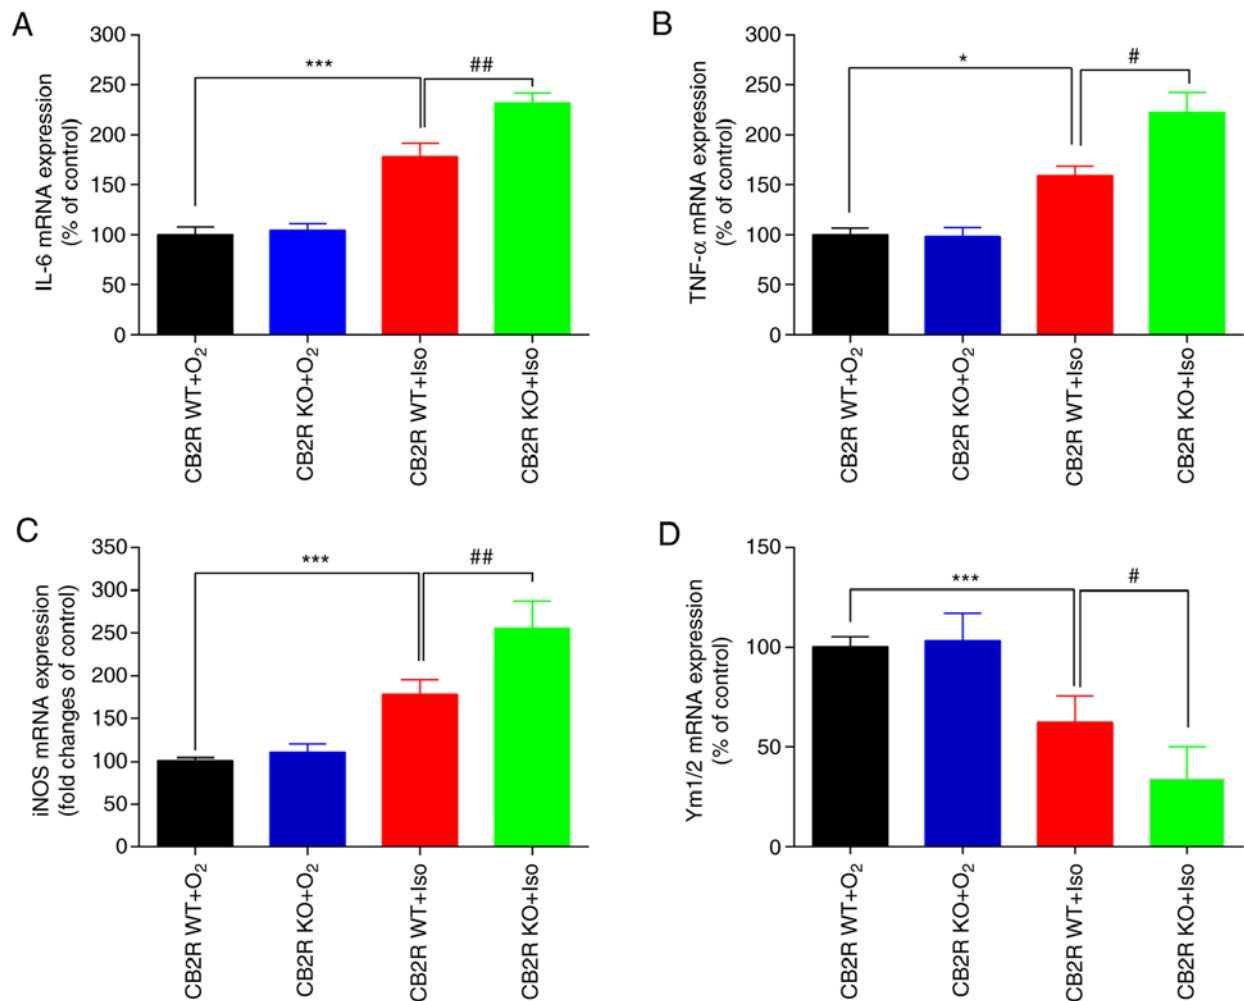 A
IL-6 mRNA expression
(% of control)
300
250
200
150
100
50
0
***
##
CB2R WT+O₂
CB2R KO+O₂
CB2R WT+Iso
CB2R KO+Iso
B
TNF-α mRNA expression
(% of control)
300
250
200
150
100
50
0
*
#
CB2R WT+O₂
CB2R KO+O₂
CB2R WT+Iso
CB2R KO+Iso
C
iNOS mRNA expression
(fold changes of control)
350
300
250
200
150
100
50
0
***
##
CB2R WT+O₂
CB2R KO+O₂
CB2R WT+Iso
CB2R KO+Iso
D
Ym1/2 mRNA expression
(% of control)
150
100
50
0
***
#
CB2R WT+O₂
CB2R KO+O₂
CB2R WT+Iso
CB2R KO+Iso